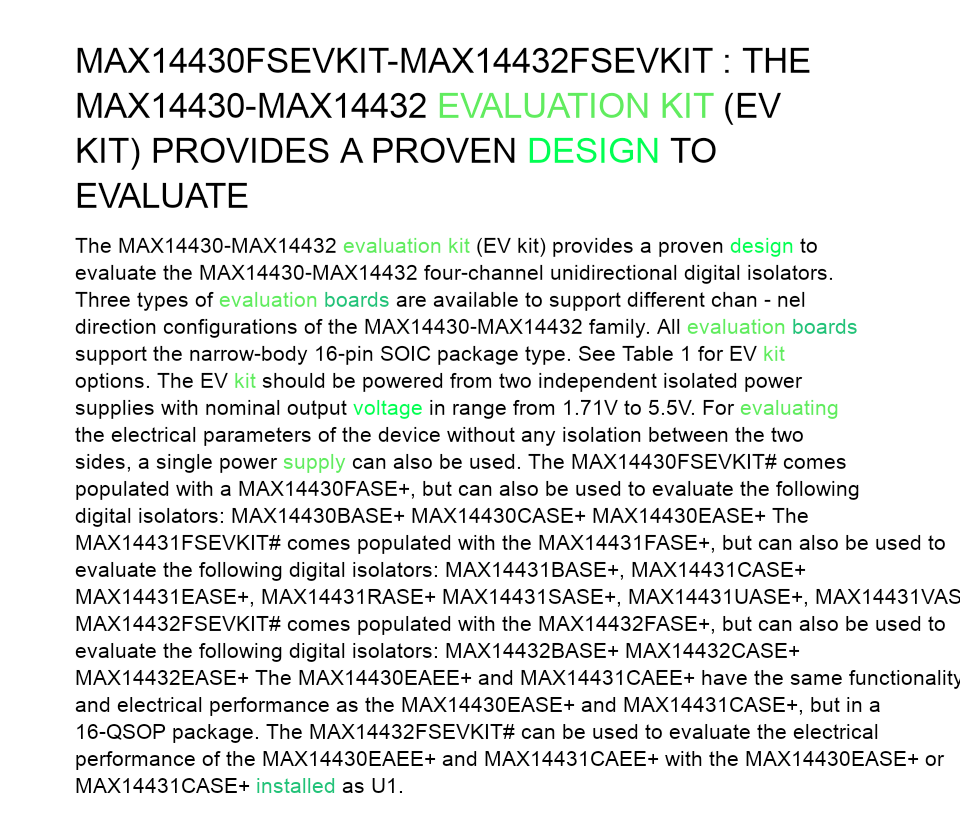 MAX14430FSEVKIT-MAX14432FSEVKIT : THE
MAX14430-MAX14432 EVALUATION KIT (EV
KIT) PROVIDES A PROVEN DESIGN TO
EVALUATE
The MAX14430-MAX14432 evaluation kit (EV kit) provides a proven design to
evaluate the MAX14430-MAX14432 four-channel unidirectional digital isolators.
Three types of evaluation boards are available to support different chan - nel
direction configurations of the MAX14430-MAX14432 family. All evaluation boards
support the narrow-body 16-pin SOIC package type. See Table 1 for EV kit
options. The EV kit should be powered from two independent isolated power
supplies with nominal output voltage in range from 1.71V to 5.5V. For evaluating
the electrical parameters of the device without any isolation between the two
sides, a single power supply can also be used. The MAX14430FSEVKIT# comes
populated with a MAX14430FASE+, but can also be used to evaluate the following
digital isolators: MAX14430BASE+ MAX14430CASE+ MAX14430EASE+ The
MAX14431FSEVKIT# comes populated with the MAX14431FASE+, but can also be used to
evaluate the following digital isolators: MAX14431BASE+, MAX14431CASE+
MAX14431EASE+, MAX14431RASE+ MAX14431SASE+, MAX14431UASE+, MAX14431VAS
MAX14432FSEVKIT# comes populated with the MAX14432FASE+, but can also be used to
evaluate the following digital isolators: MAX14432BASE+ MAX14432CASE+
MAX14432EASE+ The MAX14430EAEE+ and MAX14431CAEE+ have the same functionality
and electrical performance as the MAX14430EASE+ and MAX14431CASE+, but in a
16-QSOP package. The MAX14432FSEVKIT# can be used to evaluate the electrical
performance of the MAX14430EAEE+ and MAX14431CAEE+ with the MAX14430EASE+ or
MAX14431CASE+ installed as U1.